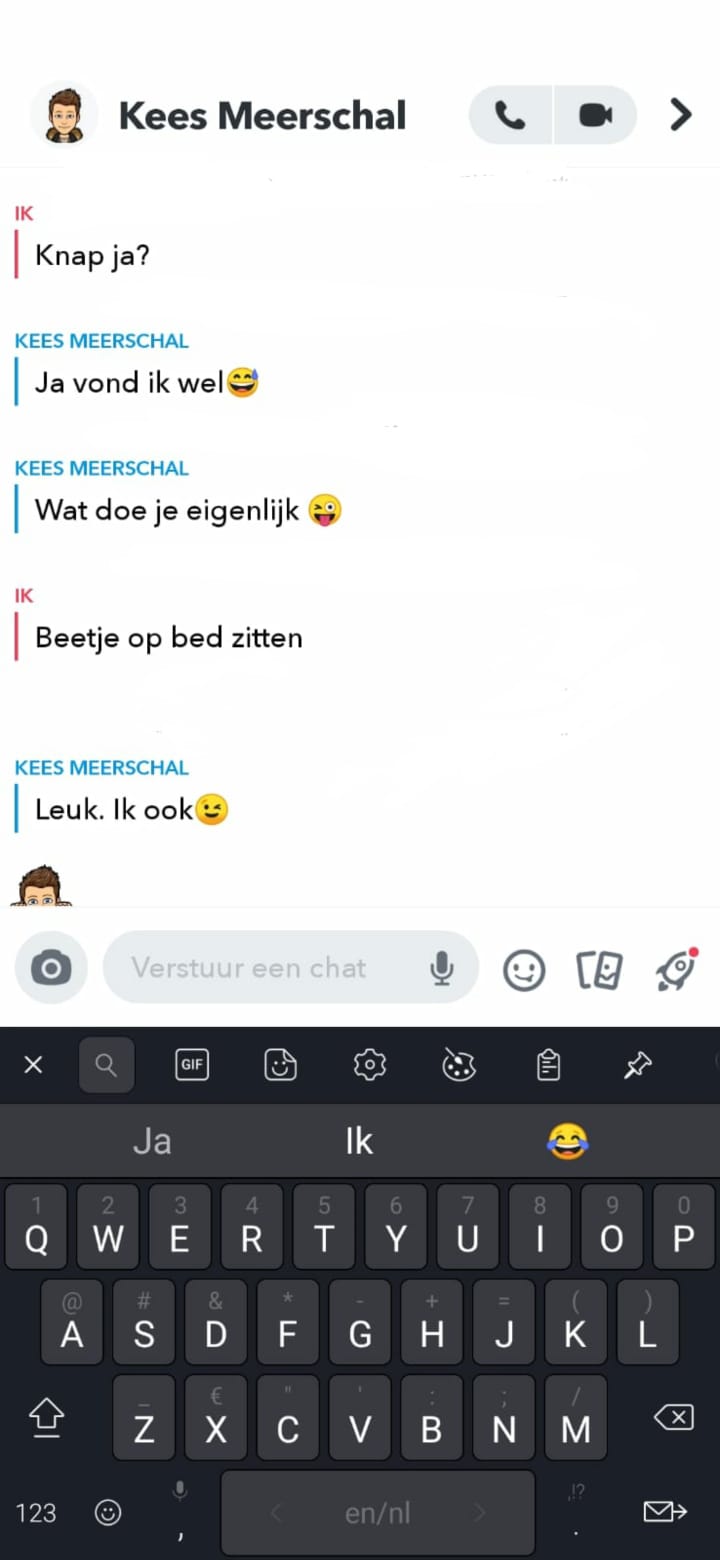 Kees Meerschal
IK
Knap ja?
KEES MEERSCHAL
Ja vond ik wel😅
KEES MEERSCHAL
Wat doe je eigenlijk 😜
IK
Beetje op bed zitten
KEES MEERSCHAL
Leuk. Ik ook😉
Verstuur een chat
GIF
Ja Ik 😂
1 2 3 4 5 6 7 8 9 0
Q W E R T Y U I O P
@ # & * - + = ( )
A S D F G H J K L
_ € " ' : ; /
Z X C V B N M
,!?
123 , en/nl .